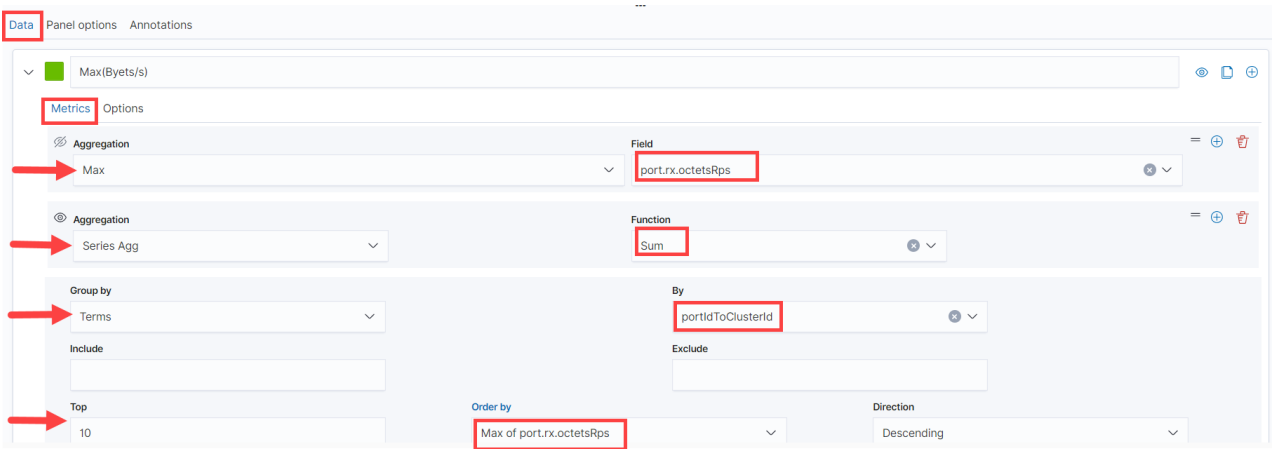 Data Panel options Annotations
Max(Byets/s)
Metrics Options
Aggregation Field
Max port.rx.octetsRps
Aggregation Function
Series Agg Sum
Group by By
Terms portIdToClusterId
Include Exclude
Top Order by Direction
10 Max of port.rx.octetsRps Descending